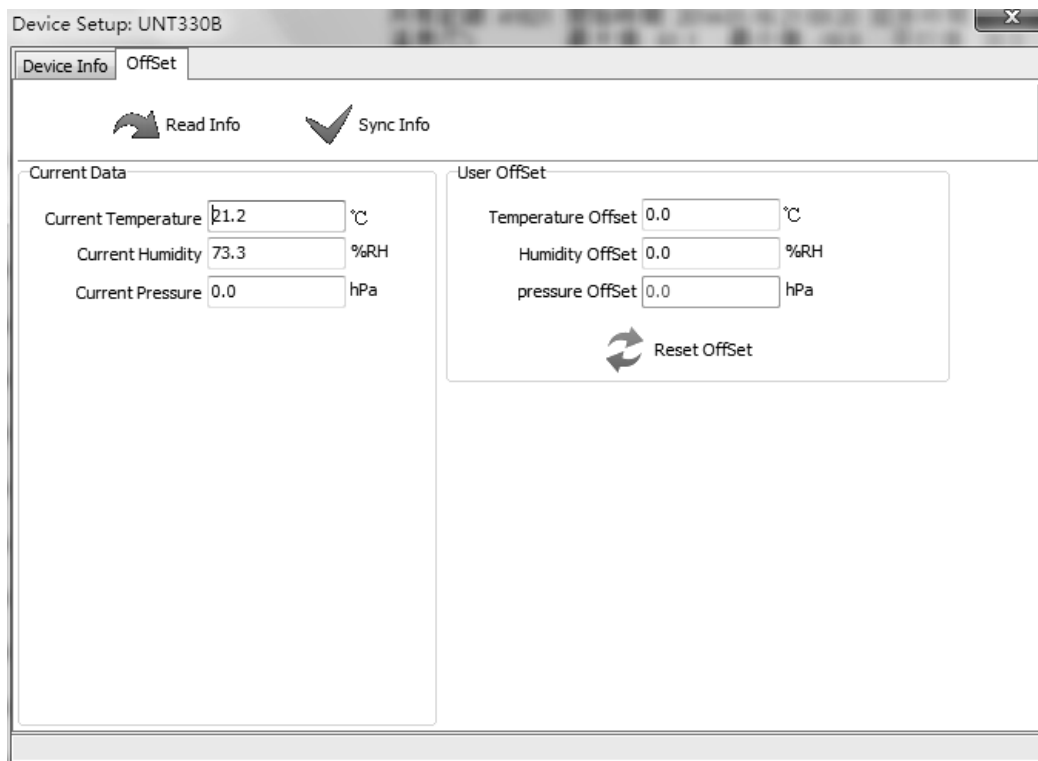 Device Setup: UNT330B
x
Device Info OffSet
Read Info Sync Info
Current Data
Current Temperature 21.2 ℃
Current Humidity 73.3 %RH
Current Pressure 0.0 hPa
User OffSet
Temperature Offset 0.0 ℃
Humidity OffSet 0.0 %RH
pressure OffSet 0.0 hPa
Reset OffSet